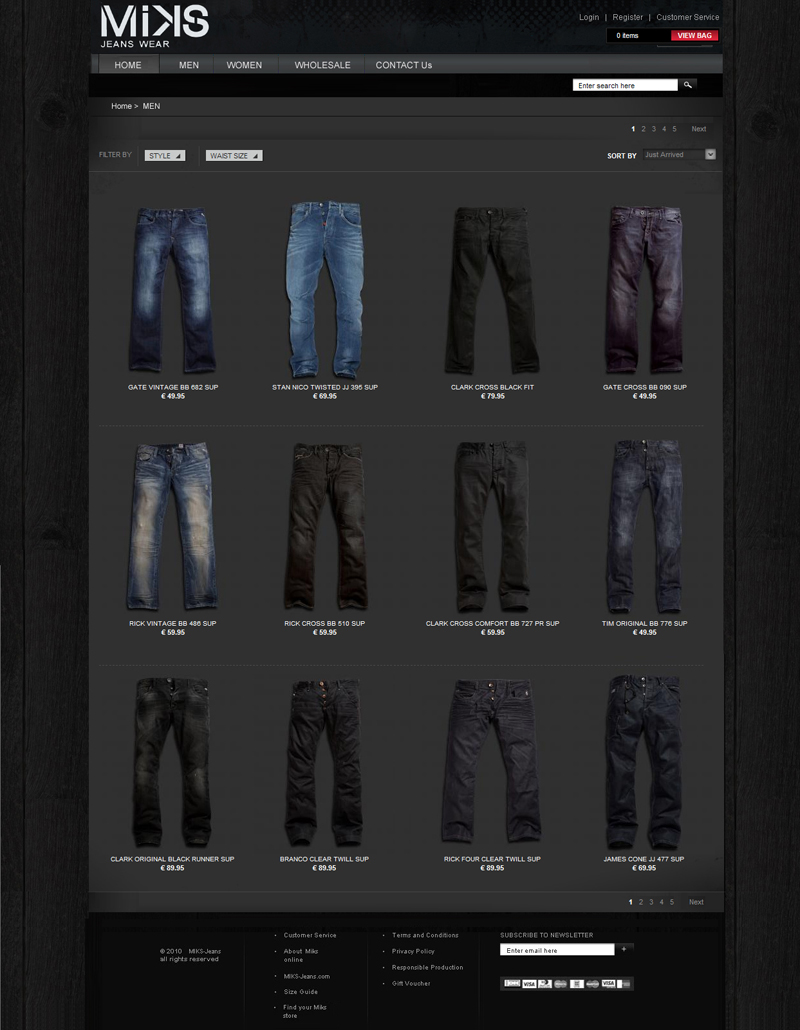 MiKS
JEANS WEAR
Login | Register | Customer Service
0 items VIEW BAG
HOME MEN WOMEN WHOLESALE CONTACT Us
Enter search here
Home > MEN
1 2 3 4 5 Next
FILTER BY STYLE WAIST SIZE SORT BY Just Arrived
GATE VINTAGE BB 682 SUP
€ 49.95
STAN NICO TWISTED JJ 395 SUP
€ 69.95
CLARK CROSS BLACK FIT
€ 79.95
GATE CROSS BB 090 SUP
€ 49.95
RICK VINTAGE BB 486 SUP
€ 59.95
RICK CROSS BB 510 SUP
€ 59.95
CLARK CROSS COMFORT BB 727 PR SUP
€ 59.95
TIM ORIGINAL BB 776 SUP
€ 49.95
CLARK ORIGINAL BLACK RUNNER SUP
€ 89.95
BRANCO CLEAR TWILL SUP
€ 89.95
RICK FOUR CLEAR TWILL SUP
€ 89.95
JAMES CONE JJ 477 SUP
€ 69.95
1 2 3 4 5 Next
© 2010 MIKS-Jeans
all rights reserved
• Customer Service
• About Miks
online
• MIKS-Jeans.com
• Size Guide
• Find your Miks
store
• Terms and Conditions
• Privacy Policy
• Responsible Production
• Gift Voucher
SUBSCRIBE TO NEWSLETTER
Enter email here +
VISA
VISA